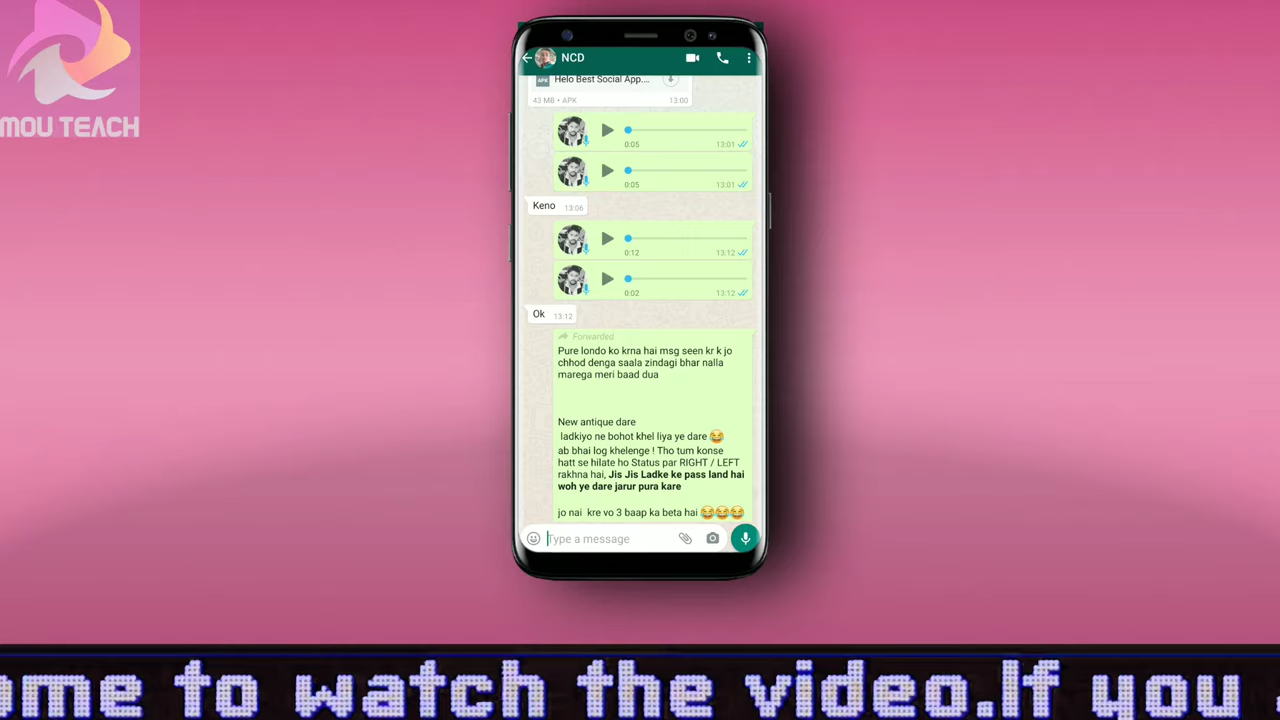 MOU TEACH
NCD
Helo Best Social App....
APK
43 MB • APK 13:00
0:05 13:01
0:05 13:01
Keno 13:06
0:12 13:12
0:02 13:12
Ok 13:12
Forwarded
Pure londo ko krna hai msg seen kr k jo
chhod denga saala zindagi bhar nalla
marega meri baad dua
New antique dare
ladkiyo ne bohot khel liya ye dare 😂
ab bhai log khelenge ! Tho tum konse
hatt se hilate ho Status par RIGHT / LEFT
rakhna hai, Jis Jis Ladke ke pass land hai
woh ye dare jarur pura kare
jo nai kre vo 3 baap ka beta hai 😂😂😂
Type a message
ome to watch the video.If you